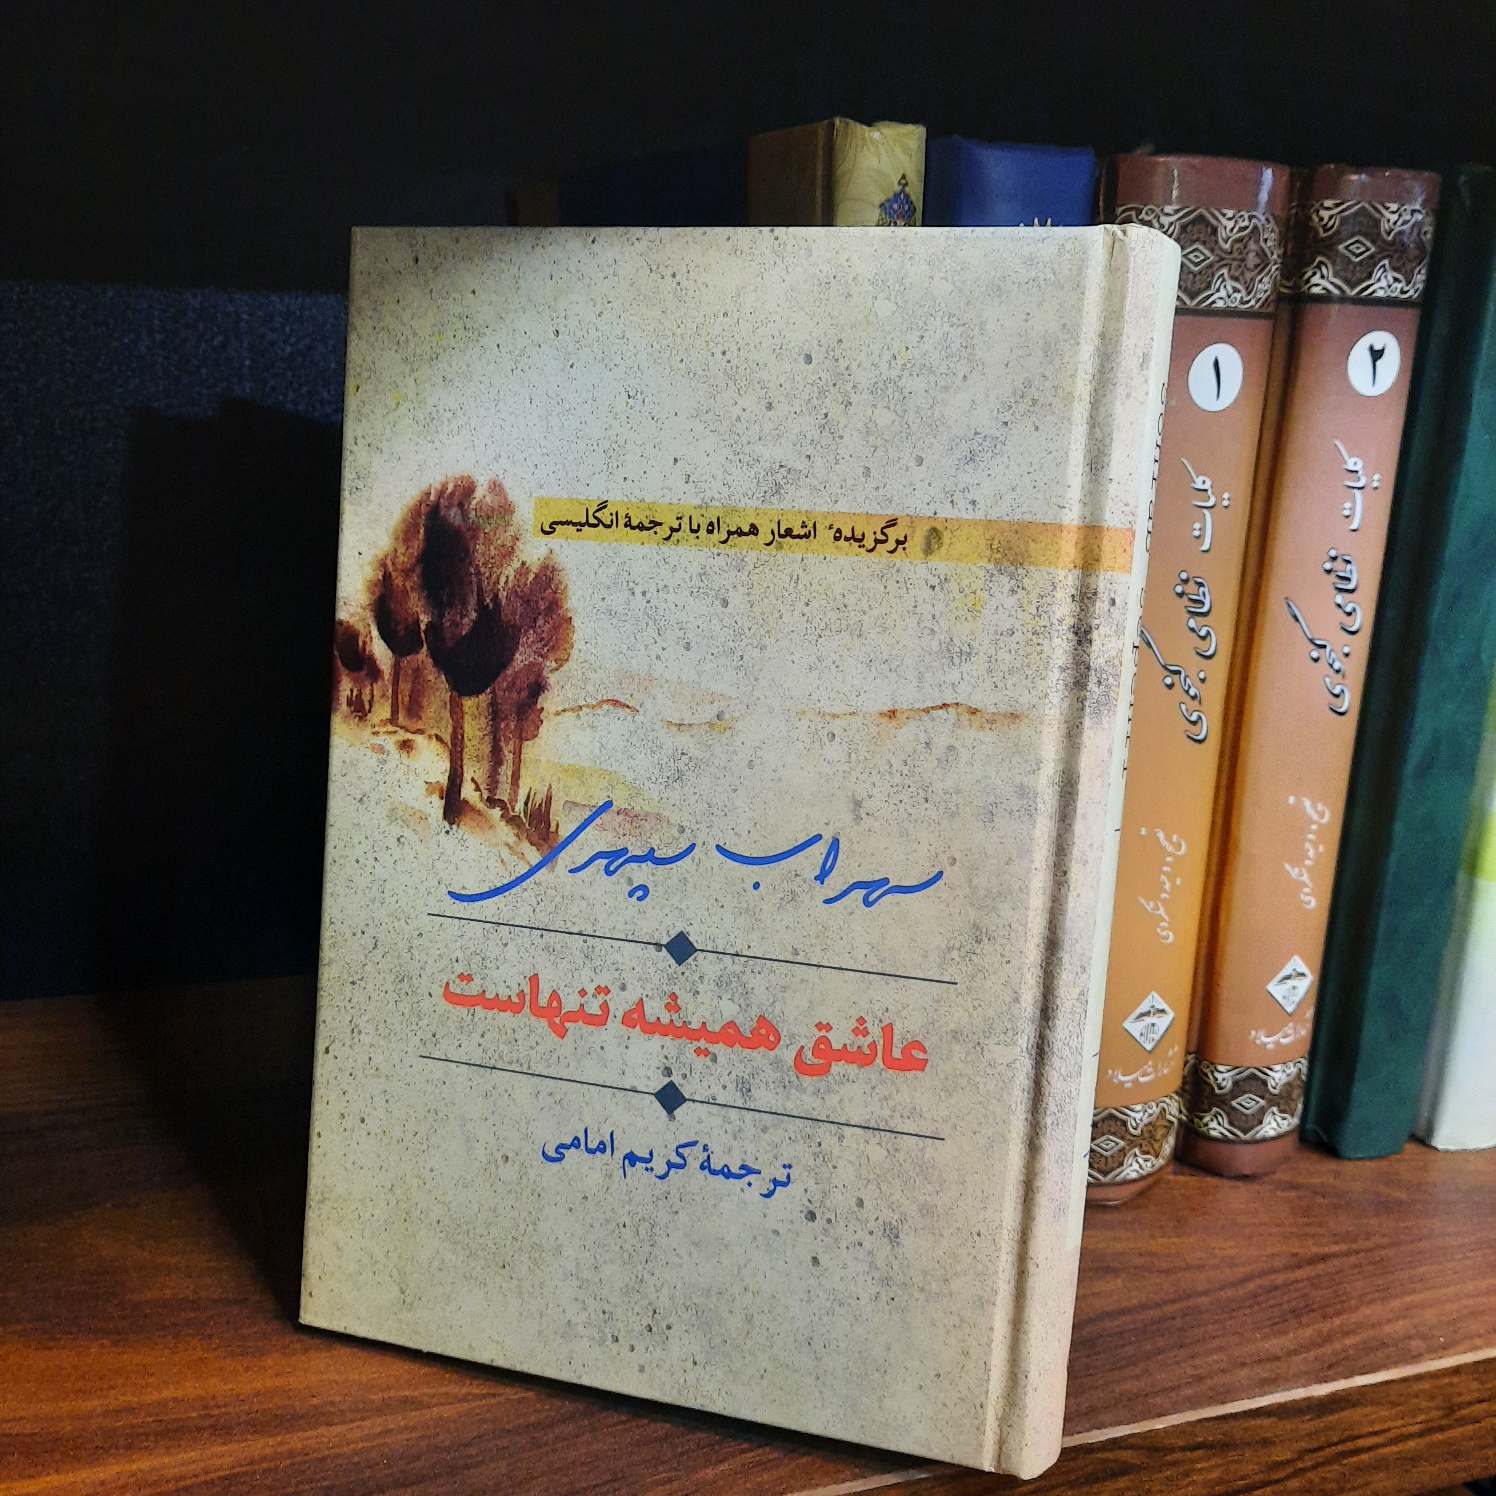 برگزیدهٔ اشعار همراه با ترجمهٔ انگلیسی
سهراب سپهری
عاشق همیشه تنهاست
ترجمهٔ کریم امامی
۱
کلیات نظامی گنجوی
۲
کلیات نظامی گنجوی